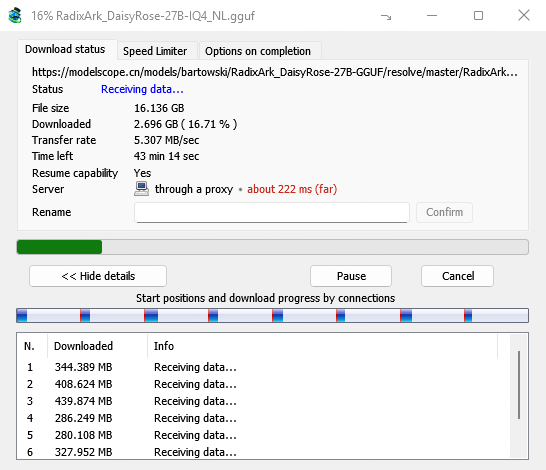 16% RadixArk_DaisyRose-27B-IQ4_NL.gguf
Download status
Speed Limiter
Options on completion
https://modelscope.cn/models/bartowski/RadixArk_DaisyRose-27B-GGUF/resolve/master/RadixArk...
Status Receiving data...
File size 16.136 GB
Downloaded 2.696 GB ( 16.71 % )
Transfer rate 5.307 MB/sec
Time left 43 min 14 sec
Resume capability Yes
Server through a proxy • about 222 ms (far)
Rename Confirm
<< Hide details Pause Cancel
Start positions and download progress by connections
N. Downloaded Info
1 344.389 MB Receiving data...
2 408.624 MB Receiving data...
3 439.874 MB Receiving data...
4 286.249 MB Receiving data...
5 280.108 MB Receiving data...
6 327.952 MB Receiving data...